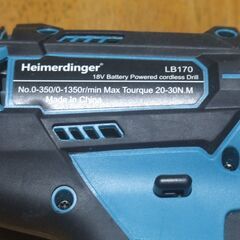 Heimerdinger® LB170
18V Battery Powered cordless Drill
No.0-350/0-1350r/min Max Tourque 20-30N.M
Made In China